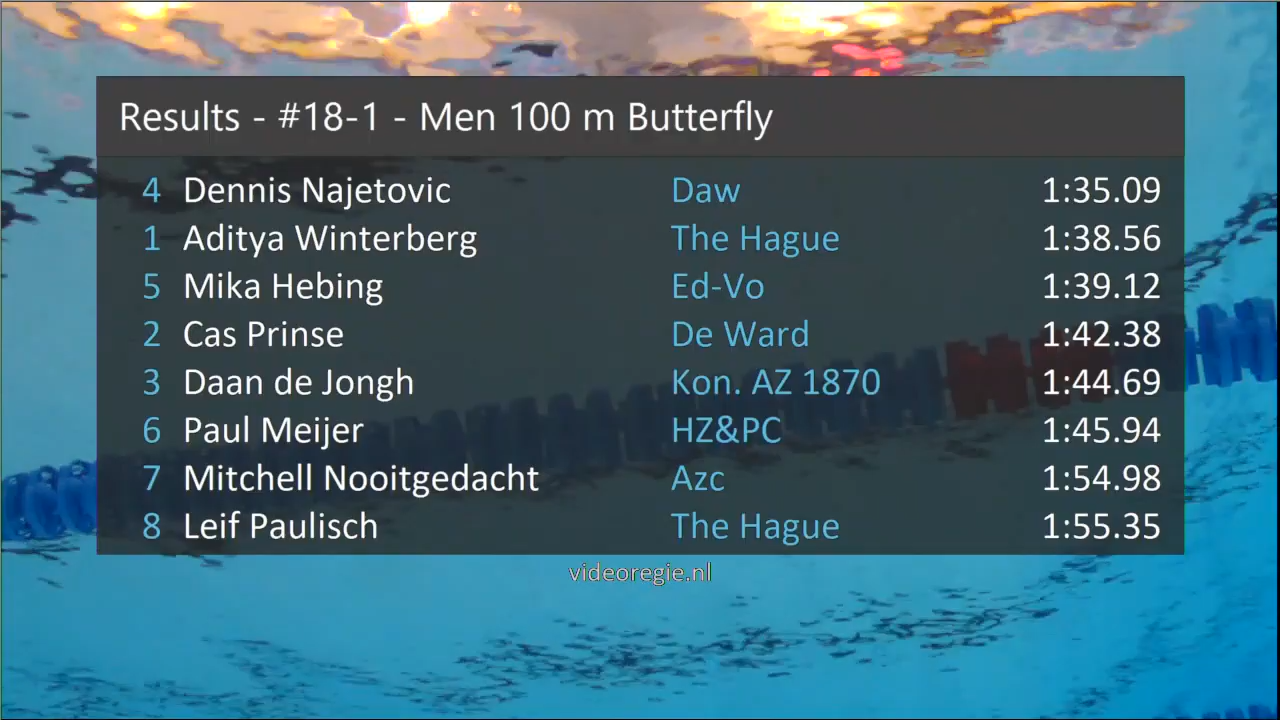 Results - #18-1 - Men 100 m Butterfly
4 Dennis Najetovic Daw 1:35.09
1 Aditya Winterberg The Hague 1:38.56
5 Mika Hebing Ed-Vo 1:39.12
2 Cas Prinse De Ward 1:42.38
3 Daan de Jongh Kon. AZ 1870 1:44.69
6 Paul Meijer HZ&PC 1:45.94
7 Mitchell Nooitgedacht Azc 1:54.98
8 Leif Paulisch The Hague 1:55.35
videoregie.nl